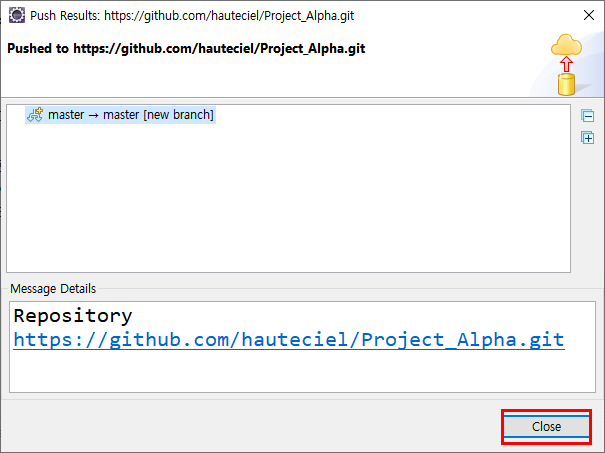 Push Results: https://github.com/hauteciel/Project_Alpha.git
Pushed to https://github.com/hauteciel/Project_Alpha.git
master → master [new branch]
Message Details
Repository
https://github.com/hauteciel/Project_Alpha.git
Close